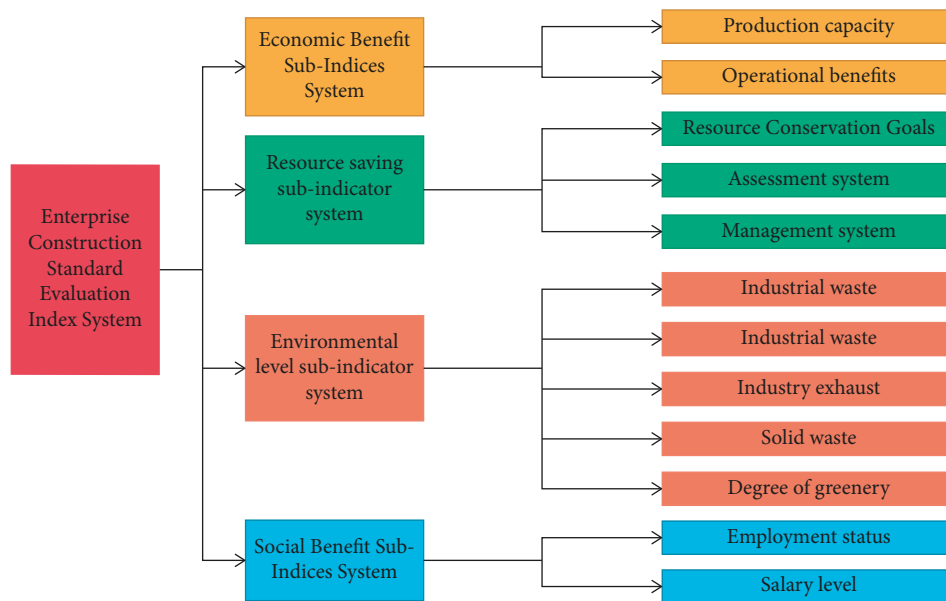 Enterprise
Construction
Standard
Evaluation
Index System
Economic Benefit
Sub-Indices
System
Production capacity
Operational benefits
Resource saving
sub-indicator
system
Resource Conservation Goals
Assessment system
Management system
Environmental
level sub-indicator
system
Industrial waste
Industrial waste
Industry exhaust
Solid waste
Degree of greenery
Social Benefit Sub-
Indices System
Employment status
Salary level